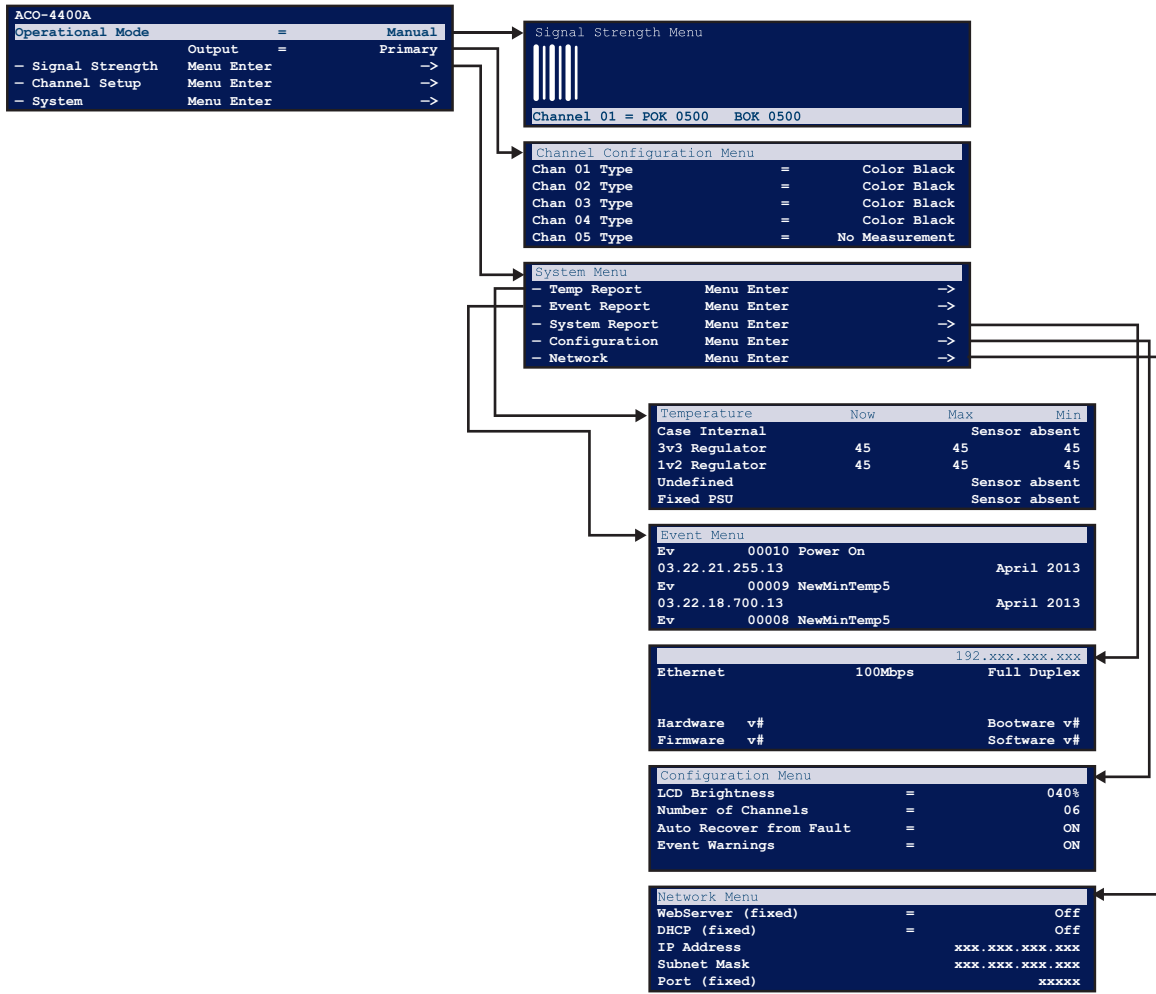 ACO-4400A
Operational Mode = Manual
Output = Primary
— Signal Strength Menu Enter —>
— Channel Setup Menu Enter —>
— System Menu Enter —>
Signal Strength Menu
Channel 01 = POK 0500 BOK 0500
Channel Configuration Menu
Chan 01 Type = Color Black
Chan 02 Type = Color Black
Chan 03 Type = Color Black
Chan 04 Type = Color Black
Chan 05 Type = No Measurement
System Menu
— Temp Report Menu Enter —>
— Event Report Menu Enter —>
— System Report Menu Enter —>
— Configuration Menu Enter —>
— Network Menu Enter —>
Temperature Now Max Min
Case Internal Sensor absent
3v3 Regulator 45 45 45
1v2 Regulator 45 45 45
Undefined Sensor absent
Fixed PSU Sensor absent
Event Menu
Ev 00010 Power On
03.22.21.255.13 April 2013
Ev 00009 NewMinTemp5
03.22.18.700.13 April 2013
Ev 00008 NewMinTemp5
192.xxx.xxx.xxx
Ethernet 100Mbps Full Duplex
Hardware v# Bootware v#
Firmware v# Software v#
Configuration Menu
LCD Brightness = 040%
Number of Channels = 06
Auto Recover from Fault = ON
Event Warnings = ON
Network Menu
WebServer (fixed) = Off
DHCP (fixed) = Off
IP Address xxx.xxx.xxx.xxx
Subnet Mask xxx.xxx.xxx.xxx
Port (fixed) xxxxx